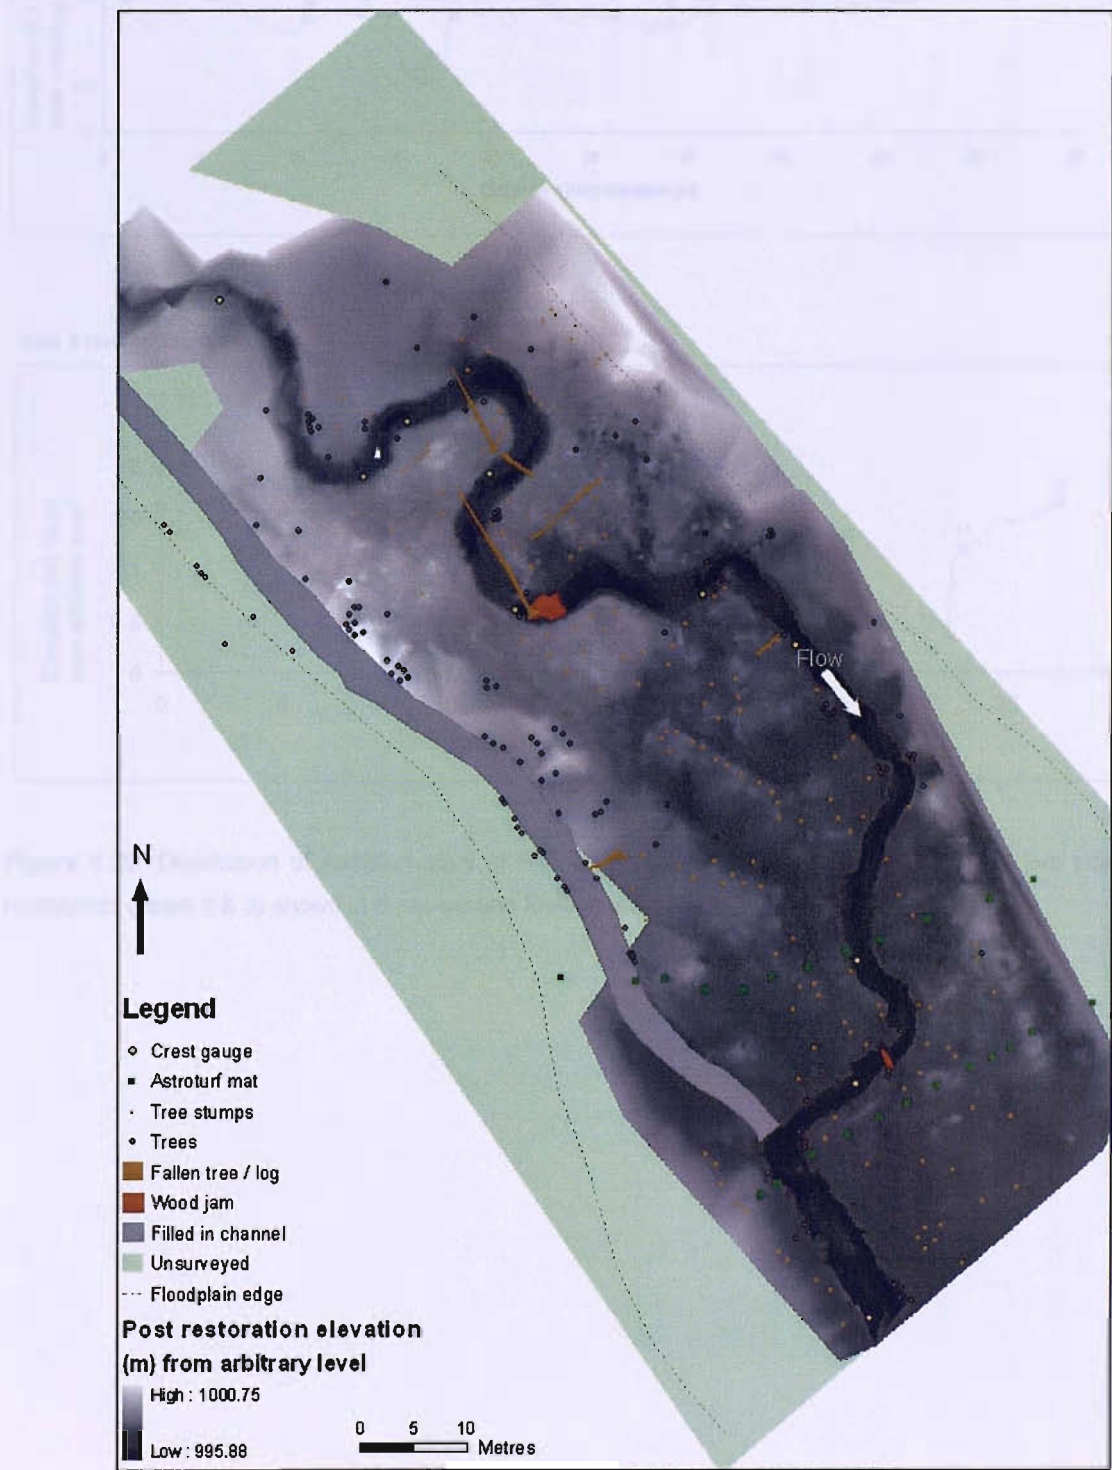 Flow
N
Legend
Crest gauge
Astroturf mat
Tree stumps
Trees
Fallen tree / log
Wood jam
Filled in channel
Unsurveyed
Floodplain edge
Post restoration elevation
(m) from arbitrary level
High : 1000.75
Low : 995.88
0 5 10
Metres